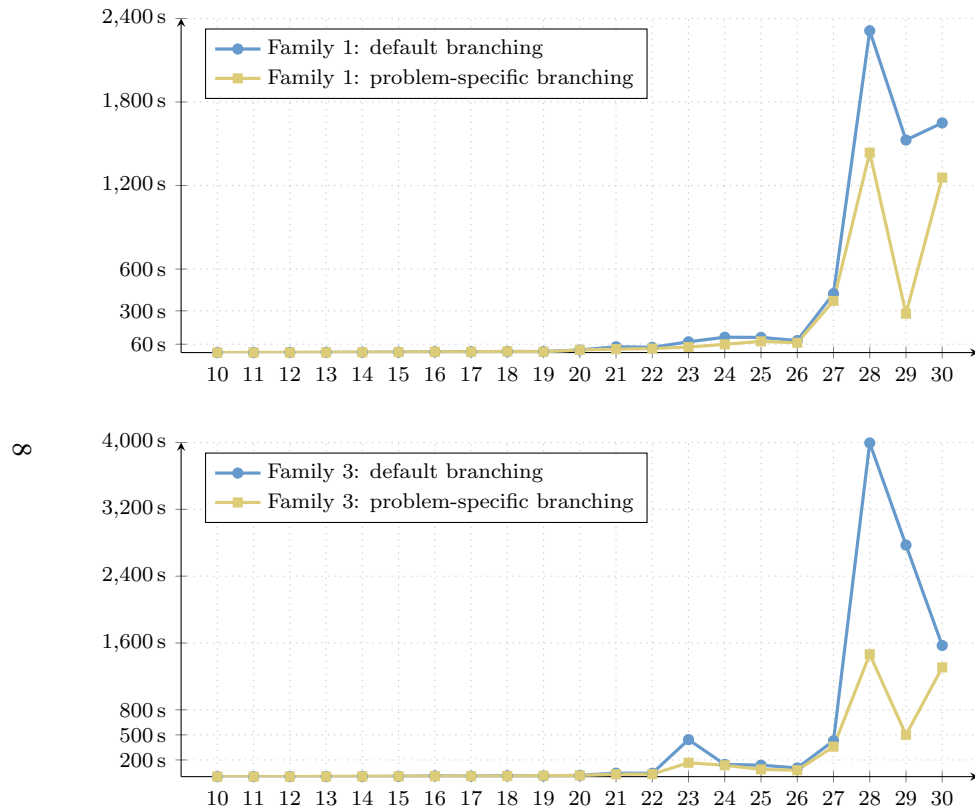 2,400 s
1,800 s
1,200 s
600 s
300 s
60 s
Family 1: default branching
Family 1: problem-specific branching
10 11 12 13 14 15 16 17 18 19 20 21 22 23 24 25 26 27 28 29 30
8
4,000 s
3,200 s
2,400 s
1,600 s
800 s
500 s
200 s
Family 3: default branching
Family 3: problem-specific branching
10 11 12 13 14 15 16 17 18 19 20 21 22 23 24 25 26 27 28 29 30